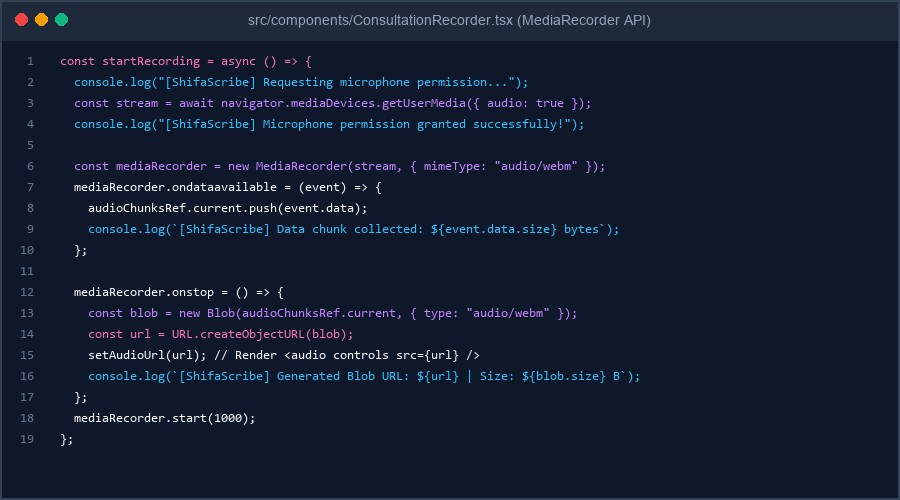 src/components/ConsultationRecorder.tsx (MediaRecorder API)
1 const startRecording = async () => {
2 console.log("[ShifaScribe] Requesting microphone permission...");
3 const stream = await navigator.mediaDevices.getUserMedia({ audio: true });
4 console.log("[ShifaScribe] Microphone permission granted successfully!");
5
6 const mediaRecorder = new MediaRecorder(stream, { mimeType: "audio/webm" });
7 mediaRecorder.ondataavailable = (event) => {
8 audioChunksRef.current.push(event.data);
9 console.log(`[ShifaScribe] Data chunk collected: ${event.data.size} bytes`);
10 };
11
12 mediaRecorder.onstop = () => {
13 const blob = new Blob(audioChunksRef.current, { type: "audio/webm" });
14 const url = URL.createObjectURL(blob);
15 setAudioUrl(url); // Render <audio controls src={url} />
16 console.log(`[ShifaScribe] Generated Blob URL: ${url} | Size: ${blob.size} B`);
17 };
18 mediaRecorder.start(1000);
19 };